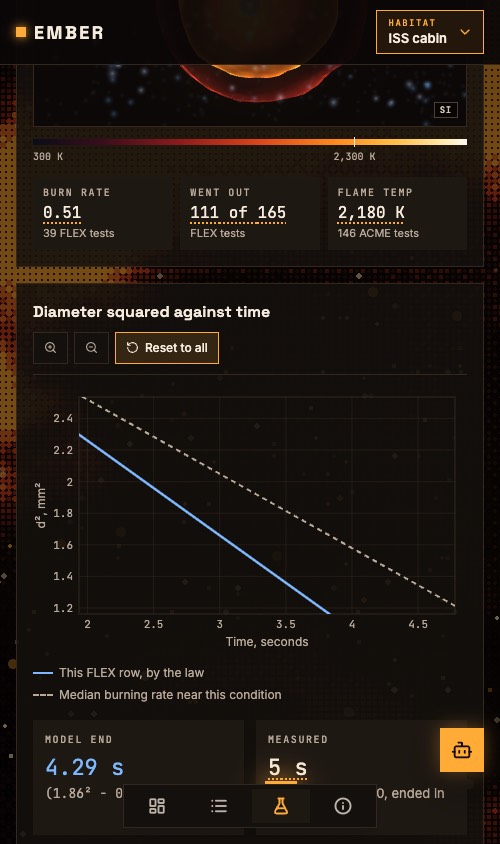 EMBER
HABITAT
ISS cabin
SI
300 K
2,300 K
BURN RATE
0.51
39 FLEX tests
WENT OUT
111 of 165
FLEX tests
FLAME TEMP
2,180 K
146 ACME tests
Diameter squared against time
Reset to all
2.4
2.2
2
1.8
1.6
1.4
1.2
d², mm²
2
2.5
3
3.5
4
4.5
Time, seconds
This FLEX row, by the law
Median burning rate near this condition
MODEL END
4.29 s
(1.86² - 0
MEASURED
5 s
0, ended in